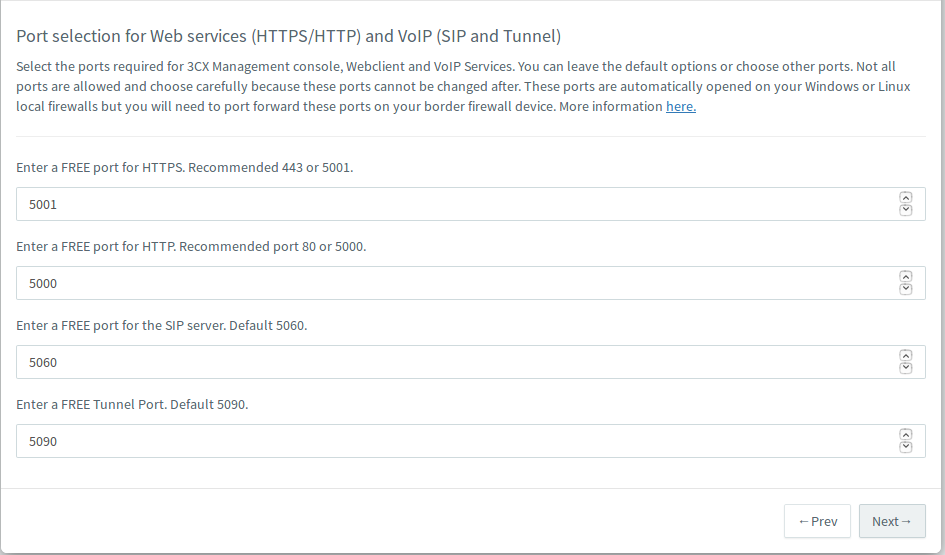 Port selection for Web services (HTTPS/HTTP) and VoIP (SIP and Tunnel)
Select the ports required for 3CX Management console, Webclient and VoIP Services. You can leave the default options or choose other ports. Not all
ports are allowed and choose carefully because these ports cannot be changed after. These ports are automatically opened on your Windows or Linux
local firewalls but you will need to port forward these ports on your border firewall device. More information here.
Enter a FREE port for HTTPS. Recommended 443 or 5001.
5001
Enter a FREE port for HTTP. Recommended port 80 or 5000.
5000
Enter a FREE port for the SIP server. Default 5060.
5060
Enter a FREE Tunnel Port. Default 5090.
5090
←Prev Next→